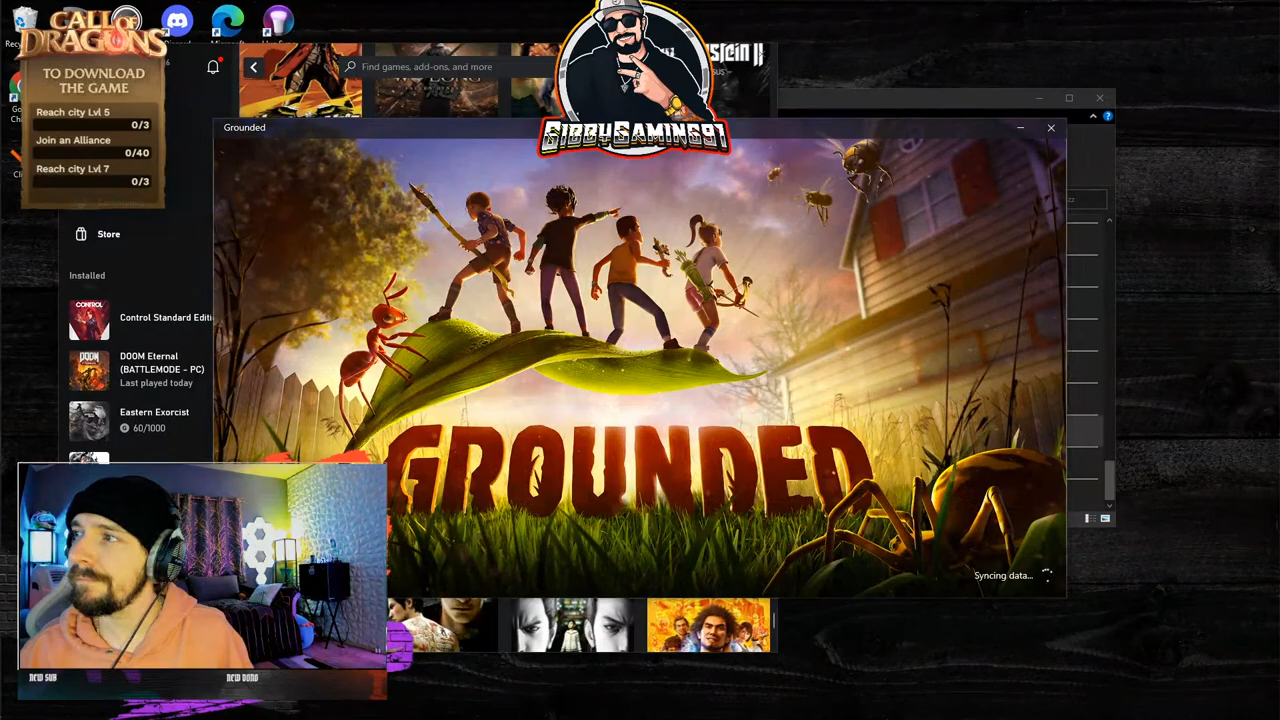 CALL OF
DRAGONS
TO DOWNLOAD
THE GAME
Reach city Lvl 5
0/3
Join an Alliance
0/40
Reach city Lvl 7
0/3
Find games, add-ons, and more
GIBBYGAMING91
Grounded
Store
Installed
CONTROL
Control Standard Editi
DOOM
DOOM Eternal
(BATTLEMODE - PC)
Last played today
Eastern Exorcist
60/1000
GROUNDED
Syncing data...
NEW SUB
NEW DONO